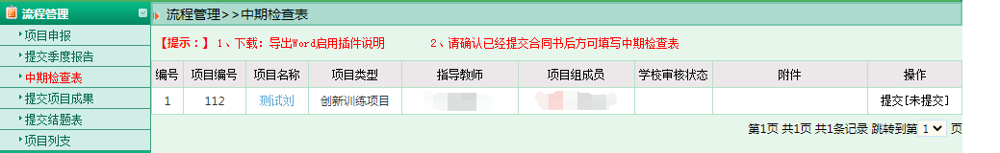 流程管理
项目申报
提交季度报告
中期检查表
提交项目成果
提交结题表
项目列支
流程管理>>中期检查表
【提示：】 1、下载：导出Word启用插件说明 2、请确认已经提交合同书后方可填写中期检查表
编号 项目编号 项目名称 项目类型 指导教师 项目组成员 学校审核状态 附件 操作
1 112 测试刘 创新训练项目 提交[未提交]
第1页 共1页 共1条记录 跳转到第 1 页